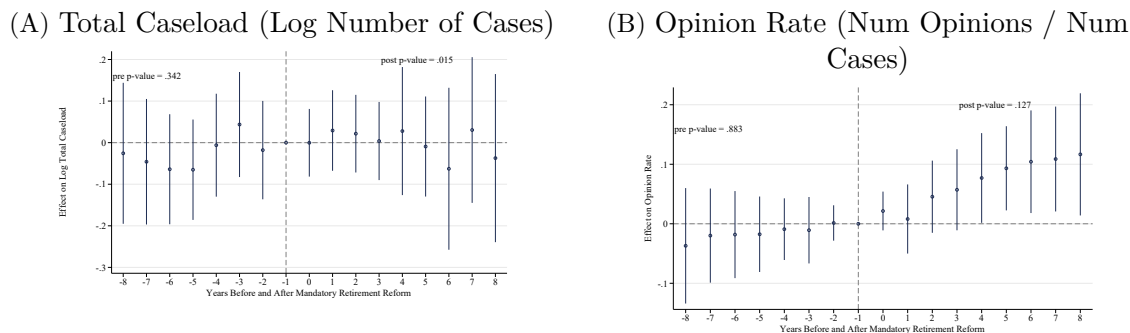 (A) Total Caseload (Log Number of Cases)
pre p-value = .342
post p-value = .015
Effect on Log Total Caseload
.2
.1
0
-.1
-.2
-.3
-8 -7 -6 -5 -4 -3 -2 -1 0 1 2 3 4 5 6 7 8
Years Before and After Mandatory Retirement Reform
(B) Opinion Rate (Num Opinions / Num
Cases)
pre p-value = .883
post p-value = .127
Effect on Opinion Rate
.2
.1
0
-.1
-8 -7 -6 -5 -4 -3 -2 -1 0 1 2 3 4 5 6 7 8
Years Before and After Mandatory Retirement Reform